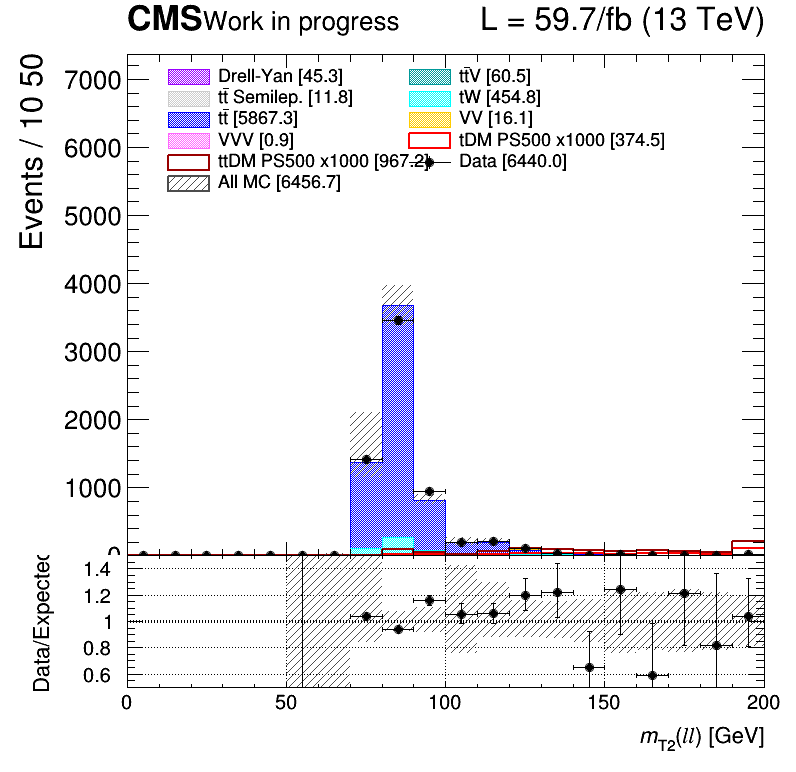 CMS Work in progress L = 59.7/fb (13 TeV)
Events / 10 50
7000
6000
5000
4000
3000
2000
1000
0
Drell-Yan [45.3]
tt̄ Semilep. [11.8]
tt̄ [5867.3]
VVV [0.9]
ttDM PS500 x1000 [967.2]
All MC [6456.7]
tt̄V [60.5]
tW [454.8]
VV [16.1]
tDM PS500 x1000 [374.5]
Data [6440.0]
Data/Expected
1.4
1.2
1
0.8
0.6
0 50 100 150 200
mT2(ll) [GeV]